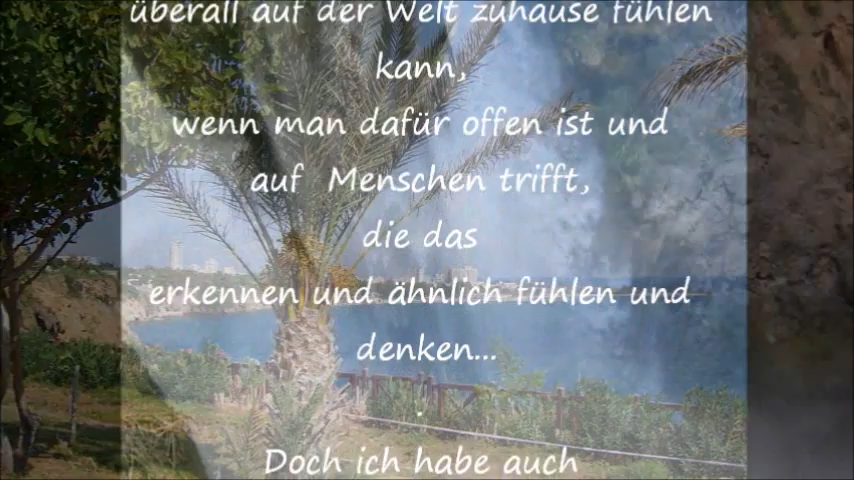 überall auf der Welt zuhause fühlen
kann,
wenn man dafür offen ist und
auf Menschen trifft,
die das
erkennen und ähnlich fühlen und
denken...
.
Doch ich habe auch